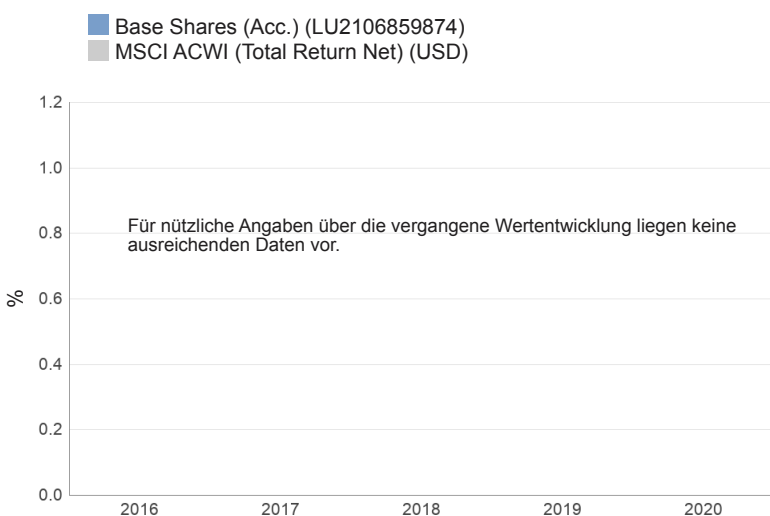 Base Shares (Acc.) (LU2106859874)
MSCI ACWI (Total Return Net) (USD)
1.2
1.0
Für nützliche Angaben über die vergangene Wertentwicklung liegen keine
0.8
ausreichenden Daten vor.
%
0.6
0.4
0.2
0.0
2016 2017 2018 2019 2020